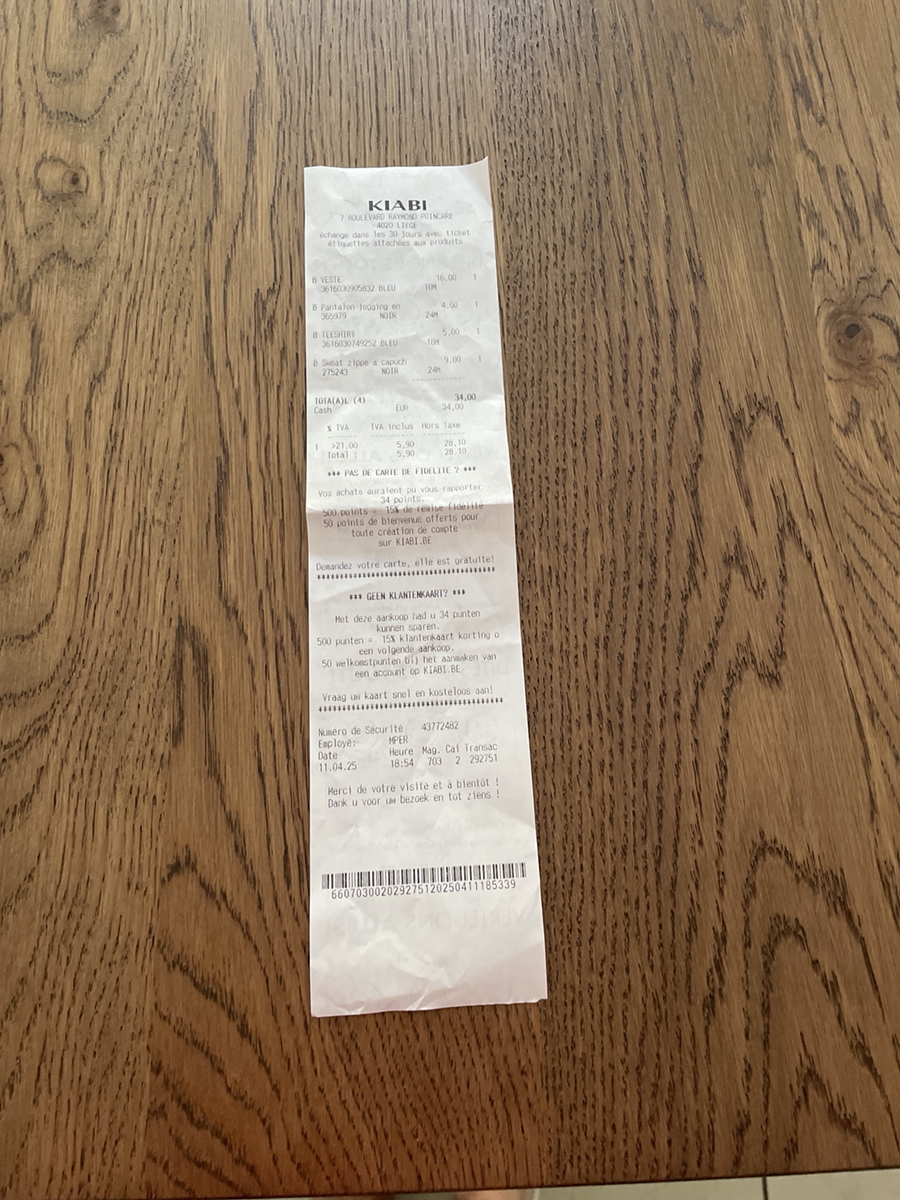 KIABI
7 BOULEVARD RAYMOND POINCARE
4020 LIEGE
échange dans les 30 jours avec ticket
étiquettes attachées aux produits
B VESTE 16,00 1
3616030905832 BLEU 18M
B Pantalon jogging en 4,00 1
365979 NOIR 24M
B TEESHIRT 5,00 1
3616030749252 BLEU 18M
B Sweat zippe a capuch 9,00 1
275243 NOIR 24M
------------
TOTA(A)L (4) 34,00
Cash EUR 34,00
% TVA TVA Inclus Hors Taxe
1 >21,00 5,90 28,10
Total : 5,90 28,10
*** PAS DE CARTE DE FIDELITE ? ***
Vos achats auraient pu vous rapporter
34 points.
500 points = 15% de remise fidélité
50 points de bienvenue offerts pour
toute création de compte
sur KIABI.BE
Demandez votre carte, elle est gratuite!
*** GEEN KLANTENKAART? ***
Met deze aankoop had u 34 punten
kunnen sparen.
500 punten = 15% klantenkaart korting o
een volgende aankoop.
50 welkomstpunten bij het aanmaken van
een account op KIABI.BE
Vraag uw kaart snel en kosteloos aan!
Numéro de Sécurité 43772482
Employé: MPER
Date Heure Mag. Cai Transac
11.04.25 18:54 703 2 292751
Merci de votre visite et à bientôt !
Dank u voor uw bezoek en tot ziens !
660703002029275120250411185339